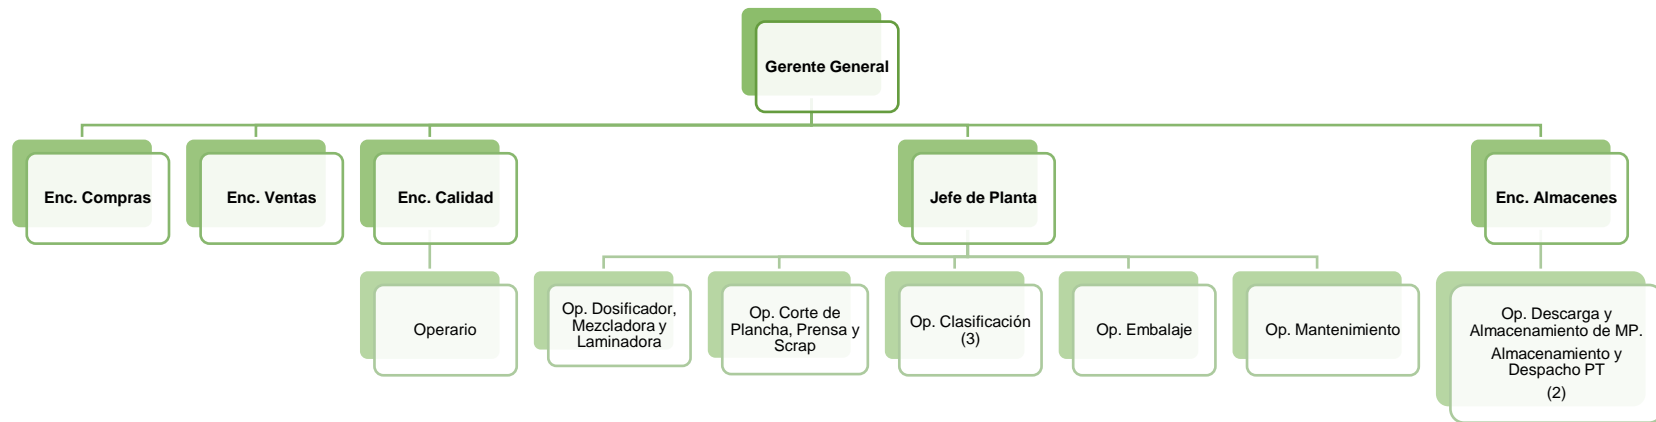 Gerente General
Enc. Compras
Enc. Ventas
Enc. Calidad
Jefe de Planta
Enc. Almacenes
Operario
Op. Dosificador,
Mezcladora y
Laminadora
Op. Corte de
Plancha, Prensa y
Scrap
Op. Clasificación
(3)
Op. Embalaje
Op. Mantenimiento
Op. Descarga y
Almacenamiento de MP.
Almacenamiento y
Despacho PT
(2)